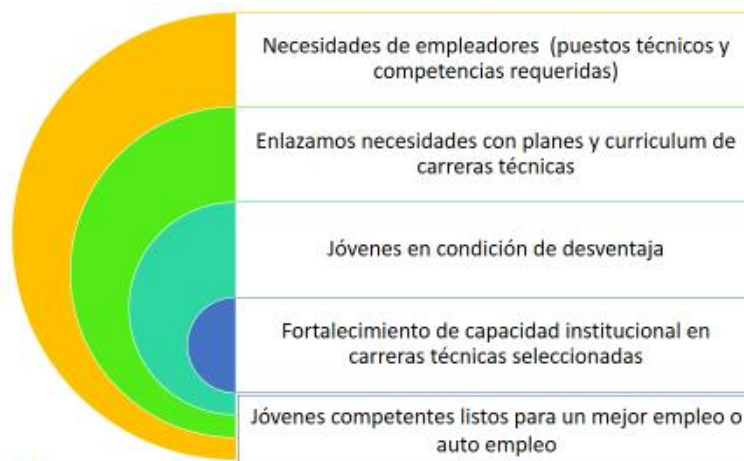 Necesidades de empleadores (puestos técnicos y
competencias requeridas)
Enlazamos necesidades con planes y curriculum de
carreras técnicas
Jóvenes en condición de desventaja
Fortalecimiento de capacidad institucional en
carreras técnicas seleccionadas
Jóvenes competentes listos para un mejor empleo o
auto empleo